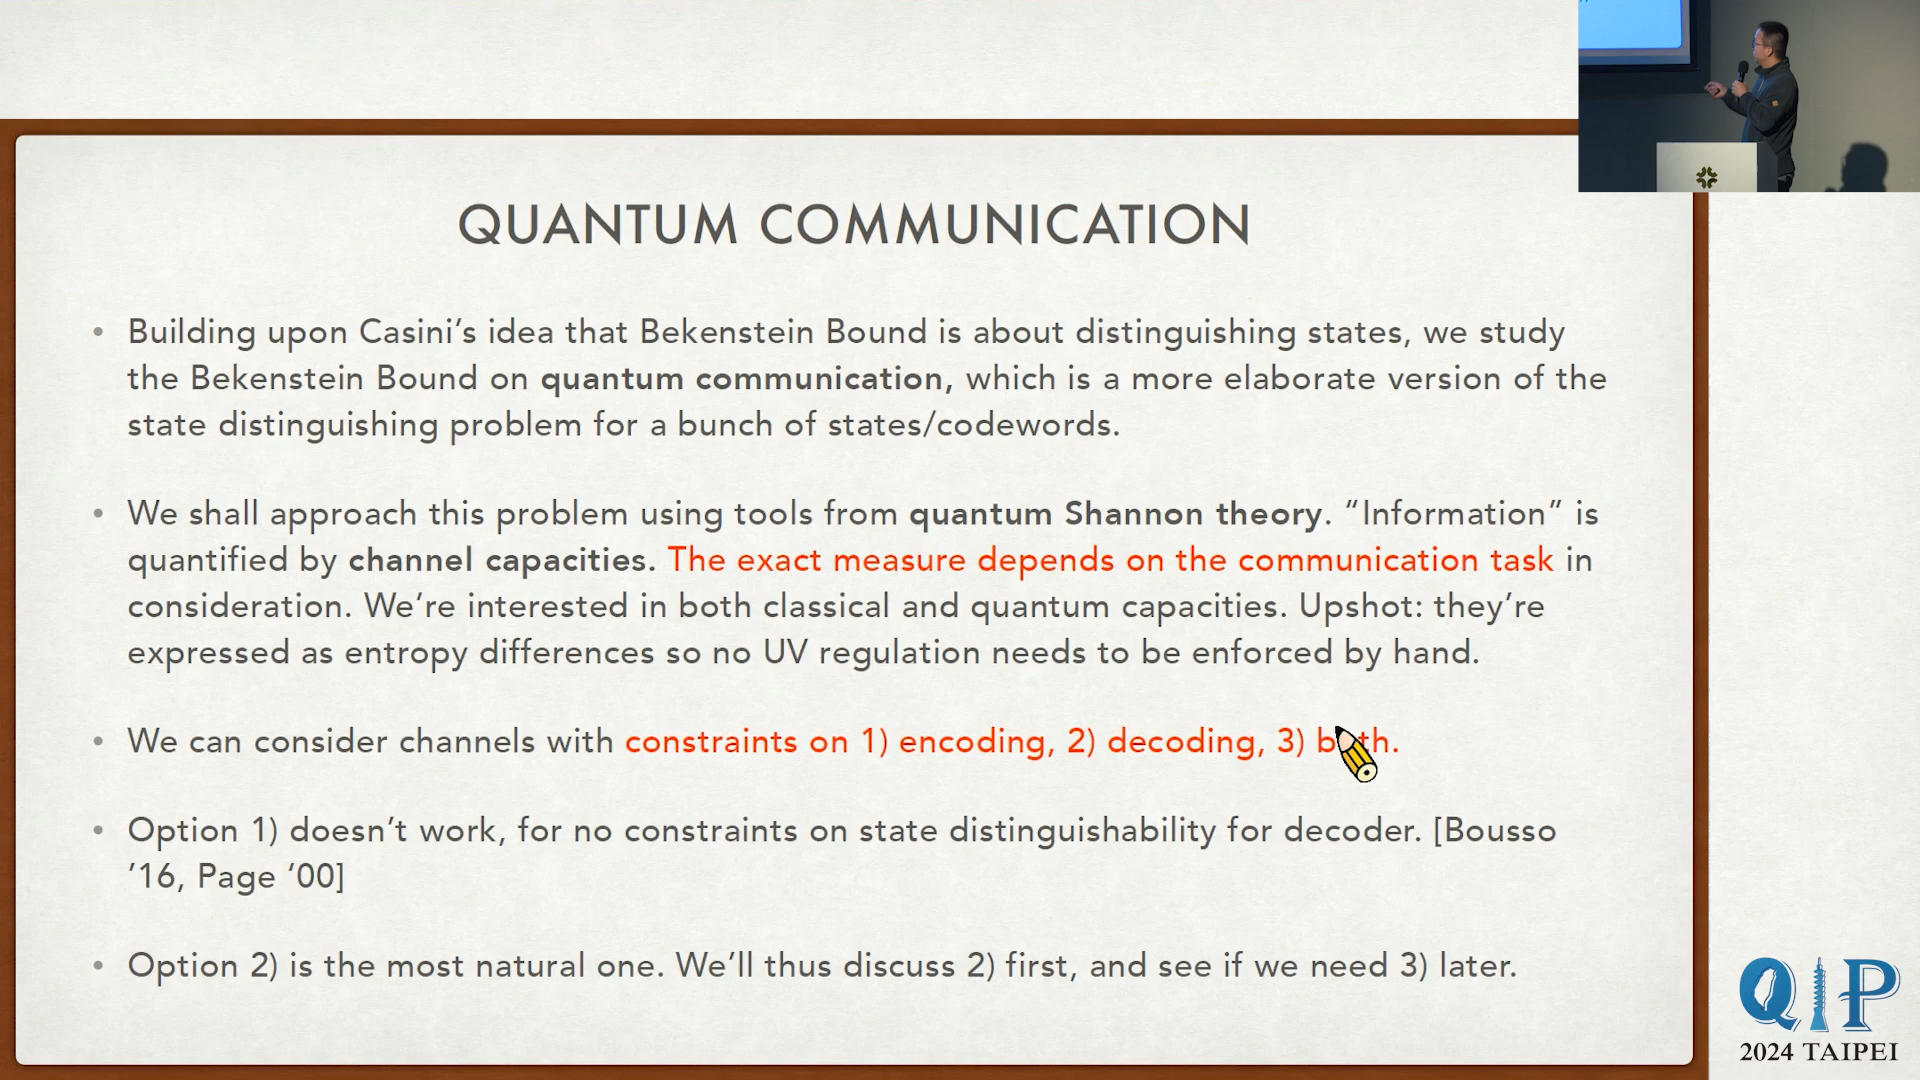 QUANTUM COMMUNICATION
• Building upon Casini’s idea that Bekenstein Bound is about distinguishing states, we study
the Bekenstein Bound on quantum communication, which is a more elaborate version of the
state distinguishing problem for a bunch of states/codewords.
• We shall approach this problem using tools from quantum Shannon theory. “Information” is
quantified by channel capacities. The exact measure depends on the communication task in
consideration. We’re interested in both classical and quantum capacities. Upshot: they’re
expressed as entropy differences so no UV regulation needs to be enforced by hand.
• We can consider channels with constraints on 1) encoding, 2) decoding, 3) both.
• Option 1) doesn’t work, for no constraints on state distinguishability for decoder. [Bousso
’16, Page ‘00]
• Option 2) is the most natural one. We’ll thus discuss 2) first, and see if we need 3) later.
QIP
2024 TAIPEI